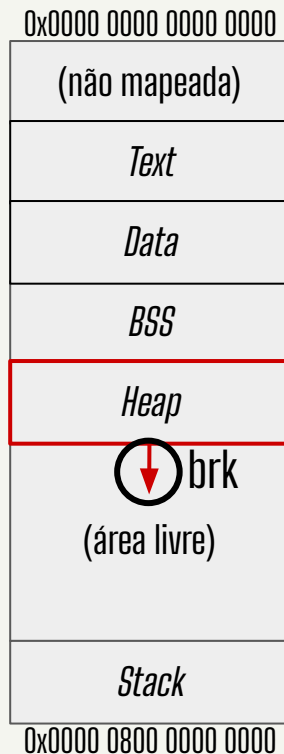 0x0000 0000 0000 0000
(não mapeada)
Text
Data
BSS
Heap
brk
(área livre)
Stack
0x0000 0800 0000 0000